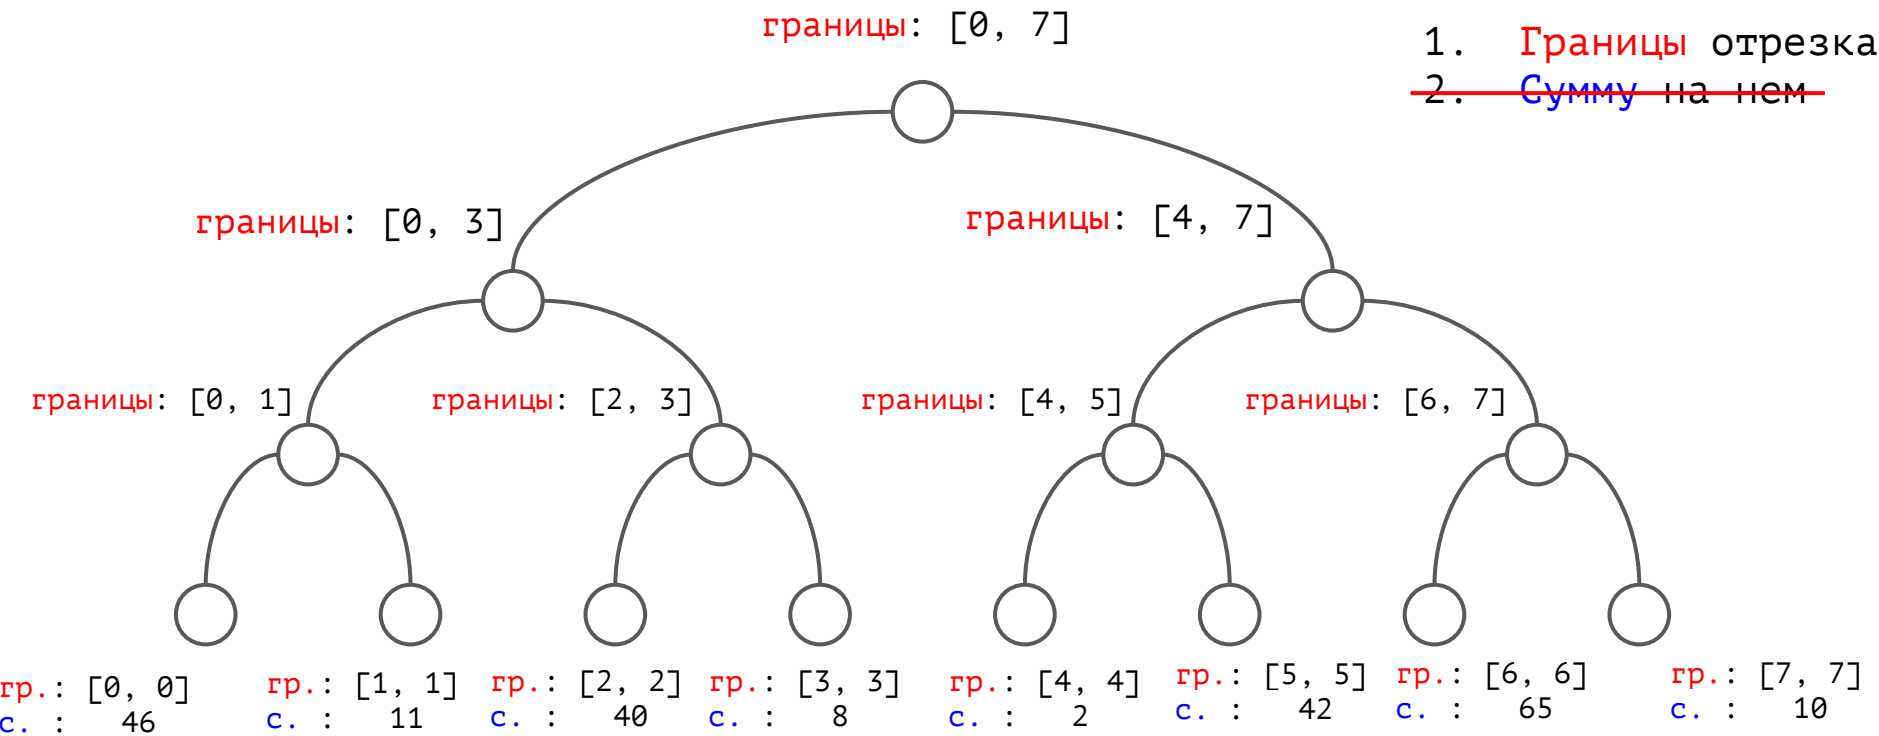 границы: [0, 7]
1. Границы отрезка
2. Сумму на нем
границы: [0, 3]
границы: [4, 7]
границы: [0, 1]
границы: [2, 3]
границы: [4, 5]
границы: [6, 7]
гр.: [0, 0]
с. : 46
гр.: [1, 1]
с. : 11
гр.: [2, 2]
с. : 40
гр.: [3, 3]
с. : 8
гр.: [4, 4]
с. : 2
гр.: [5, 5]
с. : 42
гр.: [6, 6]
с. : 65
гр.: [7, 7]
с. : 10